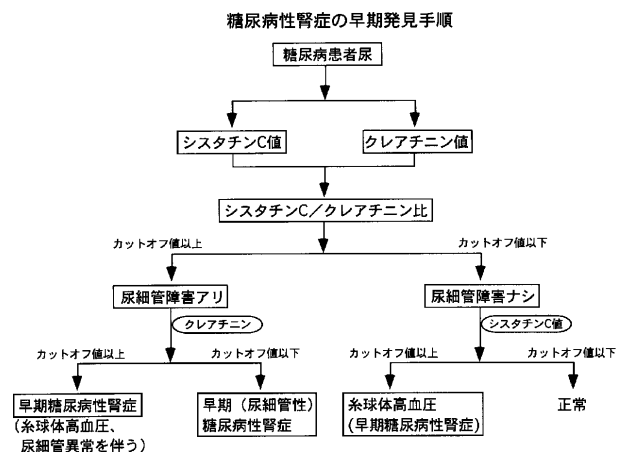 糖尿病性腎症の早期発見手順
糖尿病患者尿
シスタチンC値
クレアチニン値
シスタチンC／クレアチニン比
カットオフ値以上
カットオフ値以下
尿細管障害アリ
尿細管障害ナシ
クレアチニン
シスタチンC値
カットオフ値以上
カットオフ値以下
カットオフ値以上
カットオフ値以下
早期糖尿病性腎症
(糸球体高血圧、
尿細管異常を伴う)
早期（尿細管性）
糖尿病性腎症
糸球体高血圧
(早期糖尿病性腎症)
正常